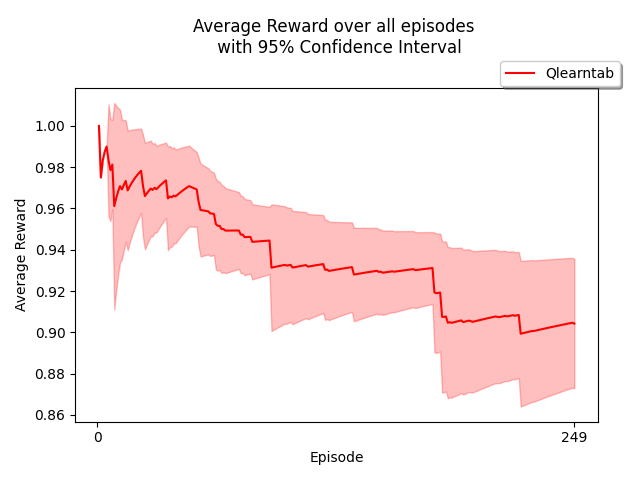 Average Reward over all episodes
with 95% Confidence Interval
Qlearntab
1.00
0.98
0.96
0.94
0.92
0.90
0.88
0.86
Average Reward
0
249
Episode